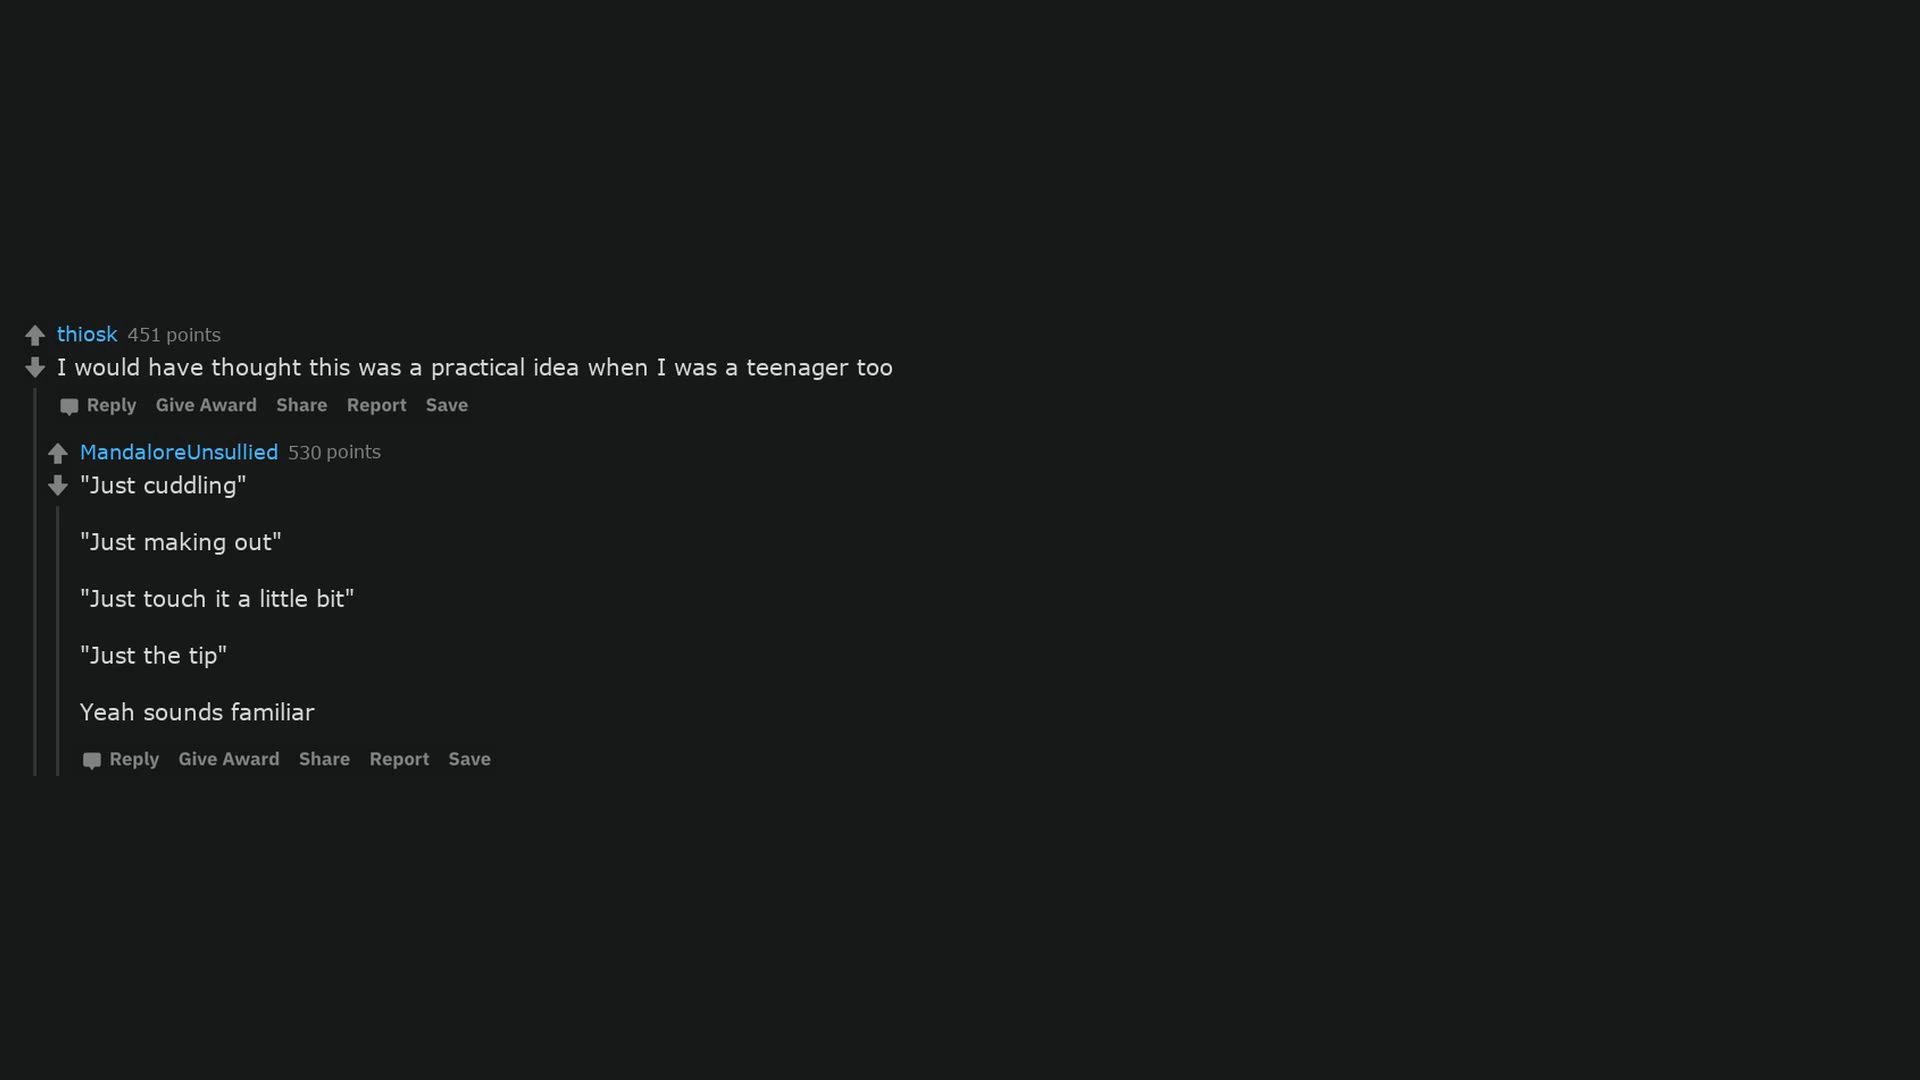 thiosk 451 points
I would have thought this was a practical idea when I was a teenager too
Reply Give Award Share Report Save
MandaloreUnsullied 530 points
"Just cuddling"
"Just making out"
"Just touch it a little bit"
"Just the tip"
Yeah sounds familiar
Reply Give Award Share Report Save